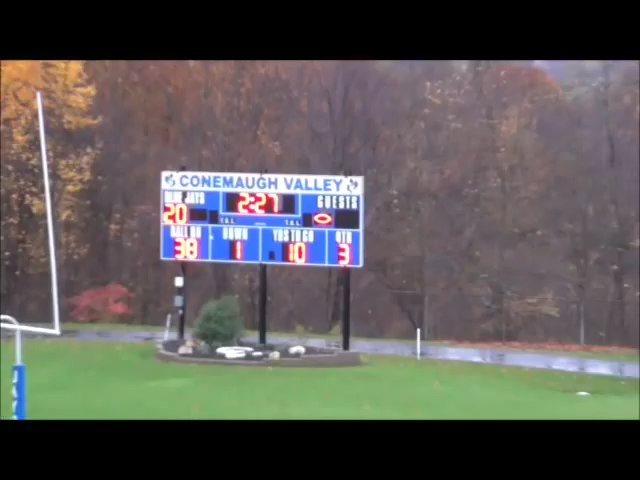 CONEMAUGH VALLEY
BLUE JAYS 2:27 GUESTS
20 T.O.L. T.O.L.
BALL ON DOWN YDS TO GO QTR
38 1 10 3